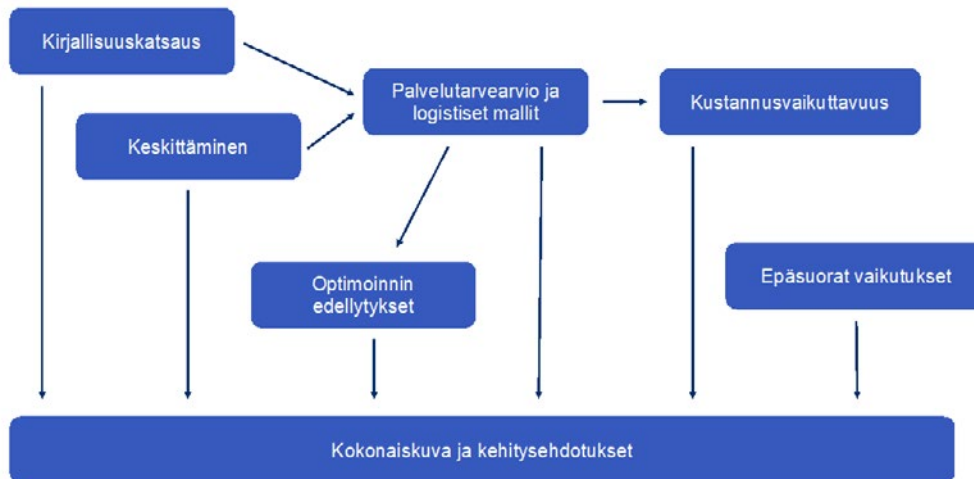 Kirjallisuuskatsaus
Palvelutarvearvio ja
logistiset mallit
Kustannusvaikuttavuus
Keskittäminen
Optimoinnin
edellytykset
Epäsuorat vaikutukset
Kokonaiskuva ja kehitysehdotukset